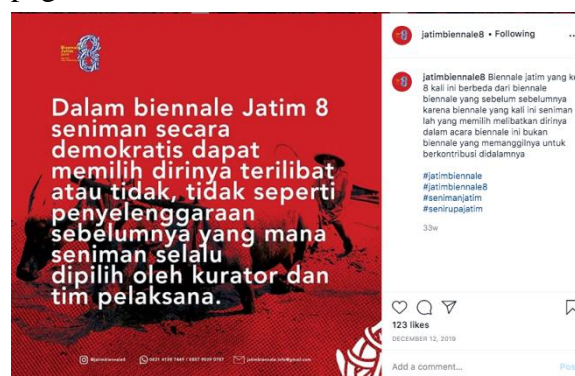 jatimbiennale8 • Following
Dalam biennale Jatim 8
seniman secara
demokratis dapat
memilih dirinya terilibat
atau tidak, tidak seperti
penyelenggaraan
sebelumnya yang mana
seniman selalu
dipilih oleh kurator dan
tim pelaksana.
@jatimbiennale8
jatimbiennale8 Biennale jatim yang ke
8 kali ini berbeda dari biennale
biennale yang sebelum sebelumnya
karena biennale yang kali ini seniman
lah yang memilih melibatkan dirinya
dalam acara biennale ini bukan
biennale yang memanggilnya untuk
berkontribusi didalamnya
#jatimbiennale
#jatimbiennale8
#senimanjatim
#senirupajatim
33w
123 likes
DECEMBER 12, 2019
Add a comment...
Post